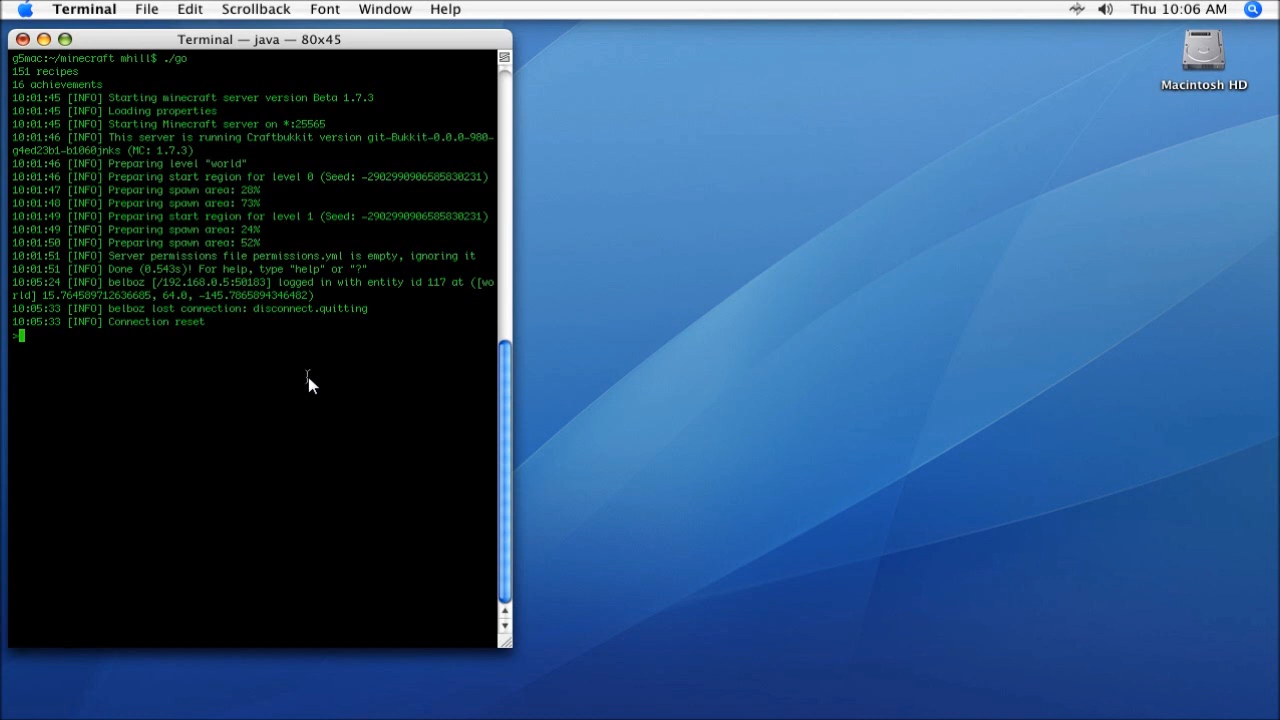 Terminal File Edit Scrollback Font Window Help Thu 10:06 AM
Terminal — java — 80x45
Macintosh HD
g5mac:~/minecraft mhill$ ./go
151 recipes
16 achievements
10:01:45 [INFO] Starting minecraft server version Beta 1.7.3
10:01:45 [INFO] Loading properties
10:01:45 [INFO] Starting Minecraft server on *:25565
10:01:46 [INFO] This server is running Craftbukkit version git-Bukkit-0.0.0-980-
g4ed23b1-b1060jnks (MC: 1.7.3)
10:01:46 [INFO] Preparing level "world"
10:01:46 [INFO] Preparing start region for level 0 (Seed: -2902990906585830231)
10:01:47 [INFO] Preparing spawn area: 28%
10:01:48 [INFO] Preparing spawn area: 73%
10:01:49 [INFO] Preparing start region for level 1 (Seed: -2902990906585830231)
10:01:49 [INFO] Preparing spawn area: 24%
10:01:50 [INFO] Preparing spawn area: 52%
10:01:51 [INFO] Server permissions file permissions.yml is empty, ignoring it
10:01:51 [INFO] Done (0.543s)! For help, type "help" or "?"
10:05:24 [INFO] belboz [/192.168.0.5:50183] logged in with entity id 117 at ([wo
rld] 15.764589712636685, 64.0, -145.7865894346482)
10:05:33 [INFO] belboz lost connection: disconnect.quitting
10:05:33 [INFO] Connection reset
>